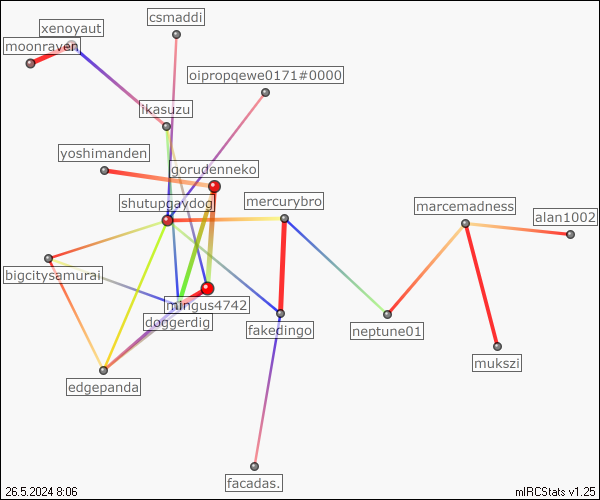 csmaddi
xenoyaut
moonraven
oipropqewe0171#0000
ikasuzu
yoshimanden
gorudenneko
shutupgaydog
mercurybro
marcemadness
alan1002
bigcitysamurai
mingus4742
doggerdig
fakedingo
neptune01
mukszi
edgepanda
facadas.
26.5.2024 8:06
mIRCStats v1.25